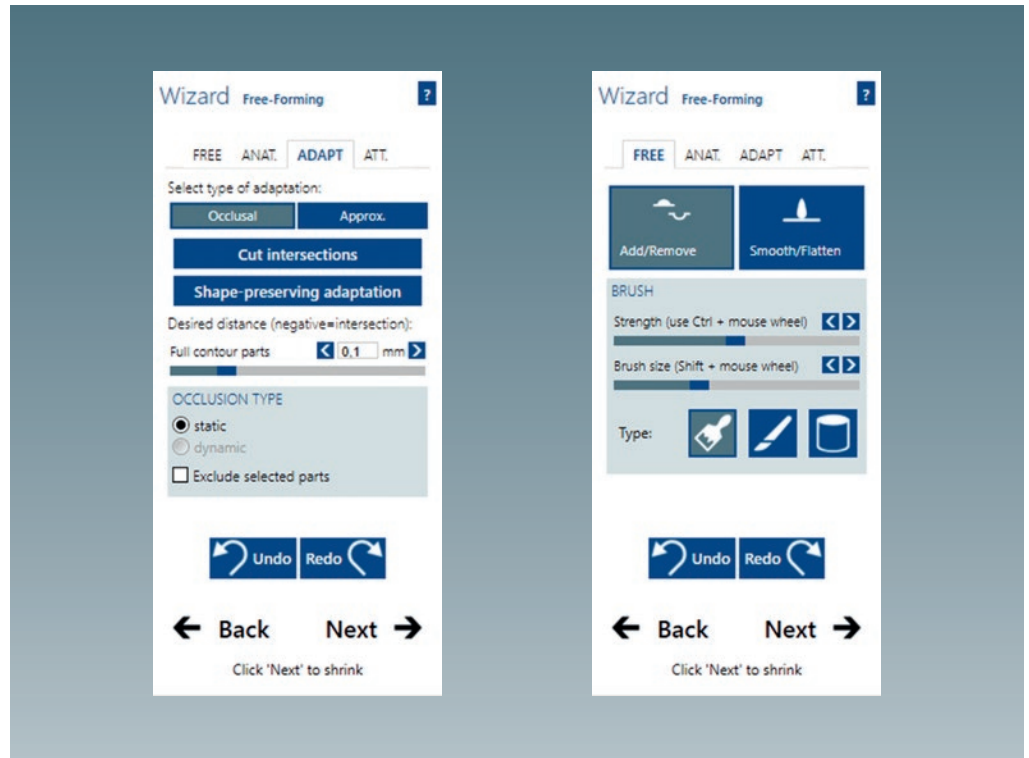 Wizard Free-Forming ?
FREE ANAT. ADAPT ATT.
Select type of adaptation:
Occlusal Approx.
Cut intersections
Shape-preserving adaptation
Desired distance (negative=intersection):
Full contour parts 0,1 mm
OCCLUSION TYPE
static
dynamic
Exclude selected parts
Undo Redo
Back Next
Click 'Next' to shrink
Wizard Free-Forming ?
FREE ANAT. ADAPT ATT.
Add/Remove Smooth/Flatten
BRUSH
Strength (use Ctrl + mouse wheel)
Brush size (Shift + mouse wheel)
Type:
Undo Redo
Back Next
Click 'Next' to shrink